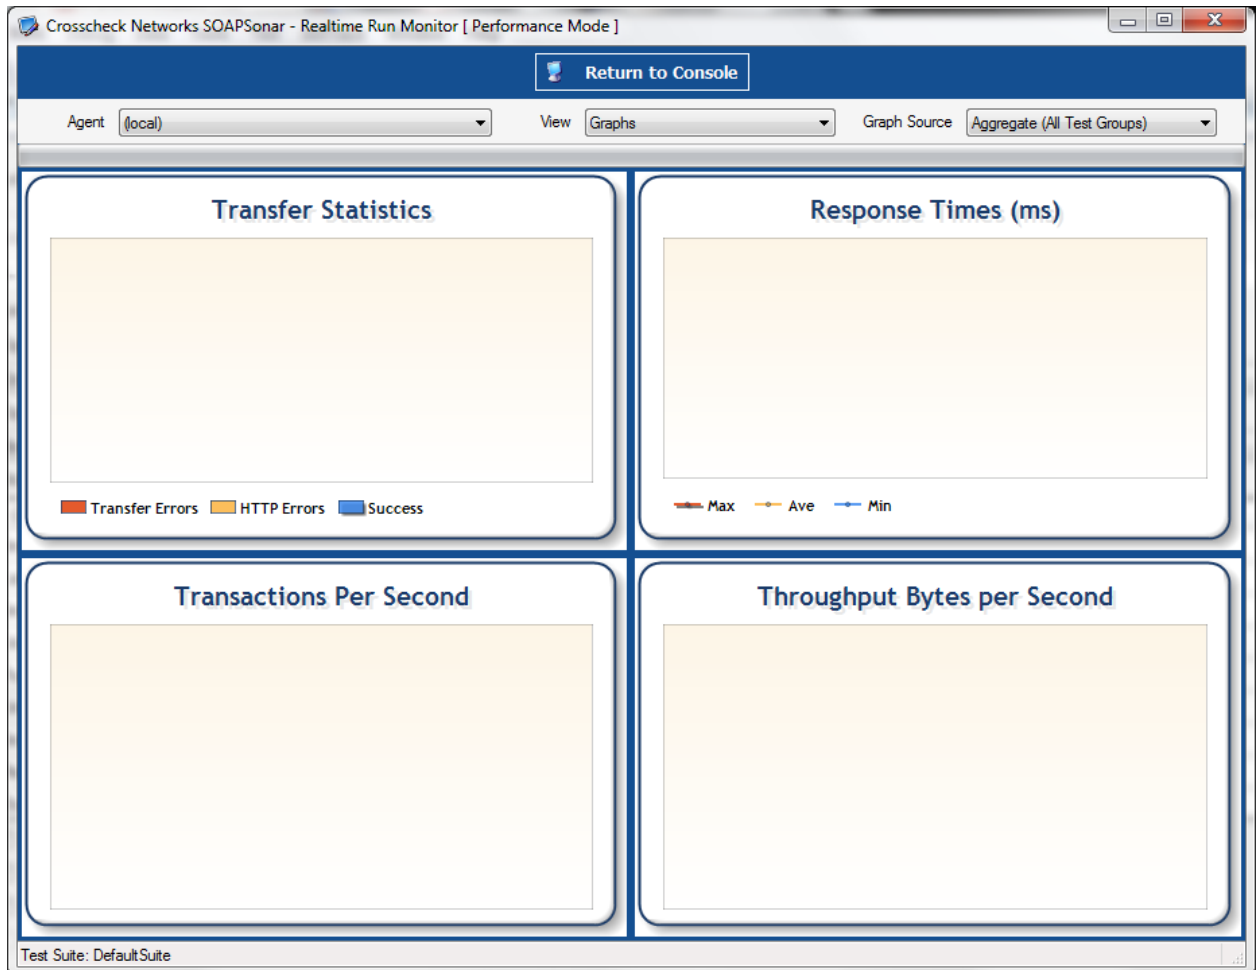 Crosscheck Networks SOAPSonar - Realtime Run Monitor [ Performance Mode ]
Return to Console
Agent (local) View Graphs Graph Source Aggregate (All Test Groups)
Transfer Statistics
Transfer Errors HTTP Errors Success
Response Times (ms)
Max Ave Min
Transactions Per Second
Throughput Bytes per Second
Test Suite: DefaultSuite